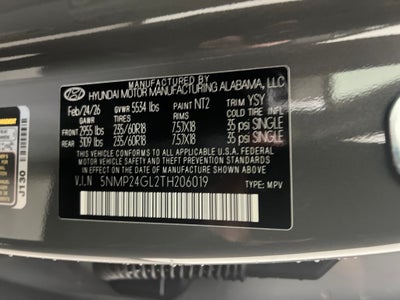 MANUFACTURED BY
HYUNDAI MOTOR MANUFACTURING ALABAMA, LLC
Feb/24/26 GVWR 5534 lbs PAINT NT2 TRIM YSY
GAWR TIRES RIMS COLD TIRE INFL
FRONT 2955 lbs 235/60R18 7.5JX18 35 psi SINGLE
REAR 3109 lbs 235/60R18 7.5JX18 35 psi SINGLE
THIS VEHICLE CONFORMS TO ALL APPLICABLE U.S.A. FEDERAL
MOTOR VEHICLE SAFETY STANDARDS
IN EFFECT ON THE DATE OF MANUFACTURE SHOWN ABOVE.
V.I.N 5NMP24GL2TH206019 TYPE: MPV
J130